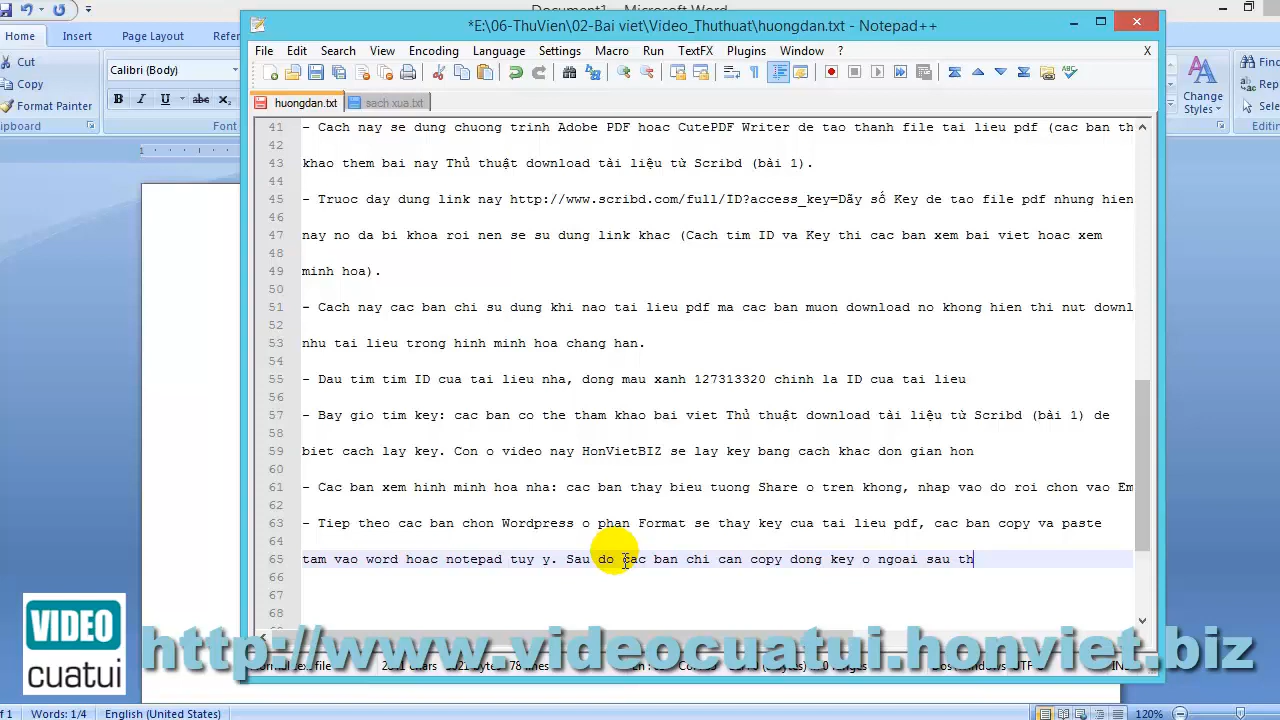 Document1 - Microsoft Word
*E:\06-ThuVien\02-Bai viet\Video_Thuthuat\huongdan.txt - Notepad++
Home Insert Page Layout Refer
File Edit Search View Encoding Language Settings Macro Run TextFX Plugins Window ? X
Cut
Copy
Format Painter
Calibri (Body)
B I U abc
Change
Styles
Find
Rep
Sele
Editin
lipboard
huongdan.txt sach xua.txt
41 - Cach nay se dung chuong trinh Adobe PDF hoac CutePDF Writer de tao thanh file tai lieu pdf (cac ban th
42
43 khao them bai nay Thủ thuật download tài liệu từ Scribd (bài 1).
44
45 - Truoc day dung link nay http://www.scribd.com/full/ID?access_key=Dãy số Key de tao file pdf nhung hien
46
47 nay no da bi khoa roi nen se su dung link khac (Cach tim ID va Key thi cac ban xem bai viet hoac xem
48
49 minh hoa).
50
51 - Cach nay cac ban chi su dung khi nao tai lieu pdf ma cac ban muon download no khong hien thi nut downl
52
53 nhu tai lieu trong hinh minh hoa chang han.
54
55 - Dau tim tim ID cua tai lieu nha, dong mau xanh 127313320 chinh la ID cua tai lieu
56
57 - Bay gio tim key: cac ban co the tham khao bai viet Thủ thuật download tài liệu từ Scribd (bài 1) de
58
59 biet cach lay key. Con o video nay HonVietBIZ se lay key bang cach khac don gian hon
60
61 - Cac ban xem hinh minh hoa nha: cac ban thay bieu tuong Share o tren khong, nhap vao do roi chon vao Em
62
63 - Tiep theo cac ban chon Wordpress o phan Format se thay key cua tai lieu pdf, cac ban copy va paste
64
65 tam vao word hoac notepad tuy y. Sau do cac ban chi can copy dong key o ngoai sau th
66
67
68
VIDEO
cuatui
http://www.videocuatui.honviet.biz
78 lines
Words: 1/4 English (United States) 120%